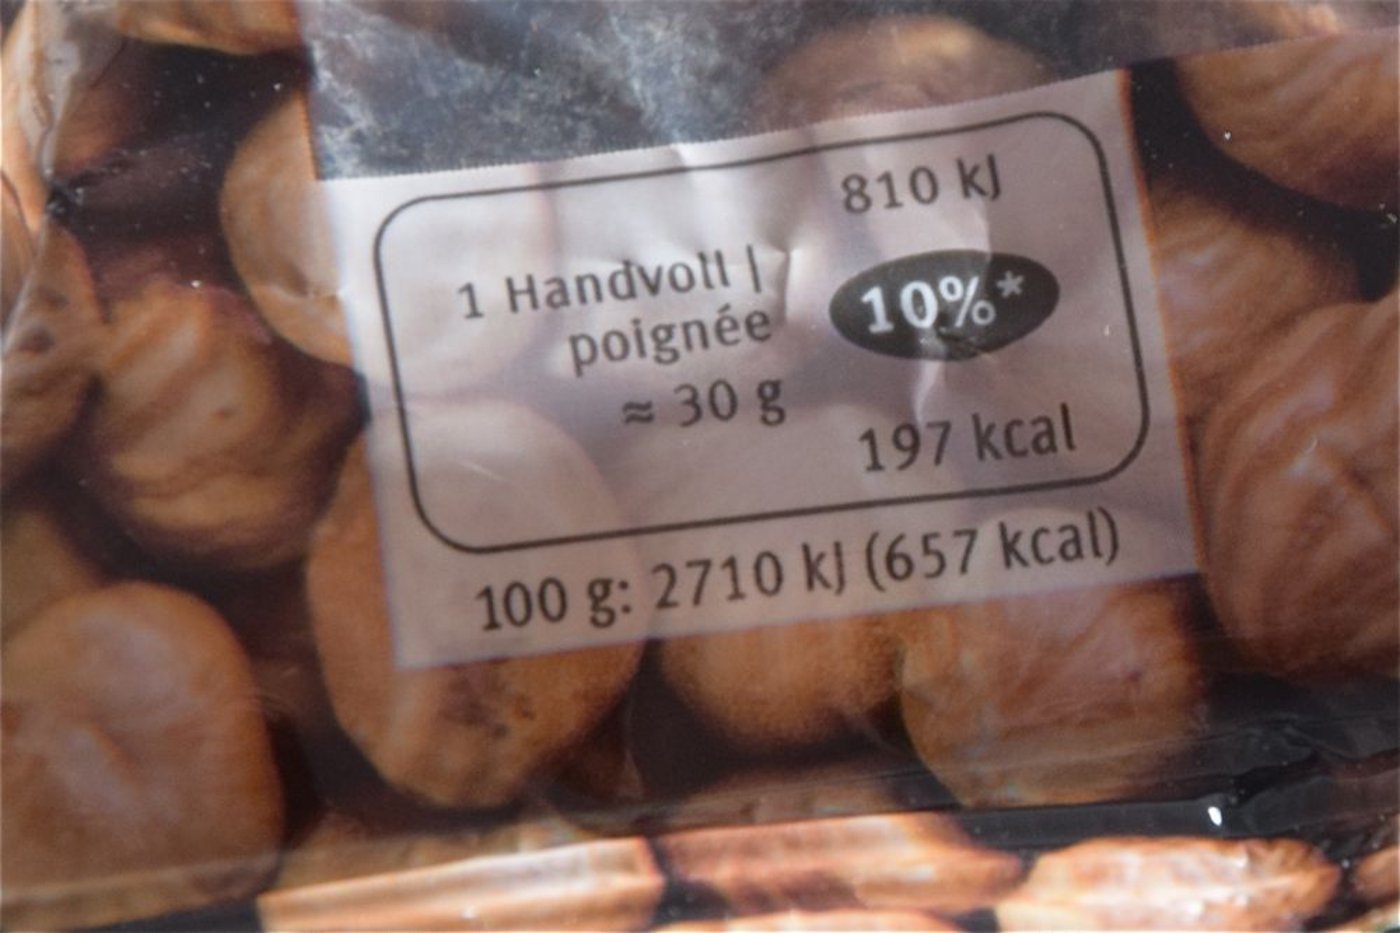 810 kJ
1 Handvoll |
poignée
10%*
≈ 30 g
197 kcal
100 g: 2710 kJ (657 kcal)